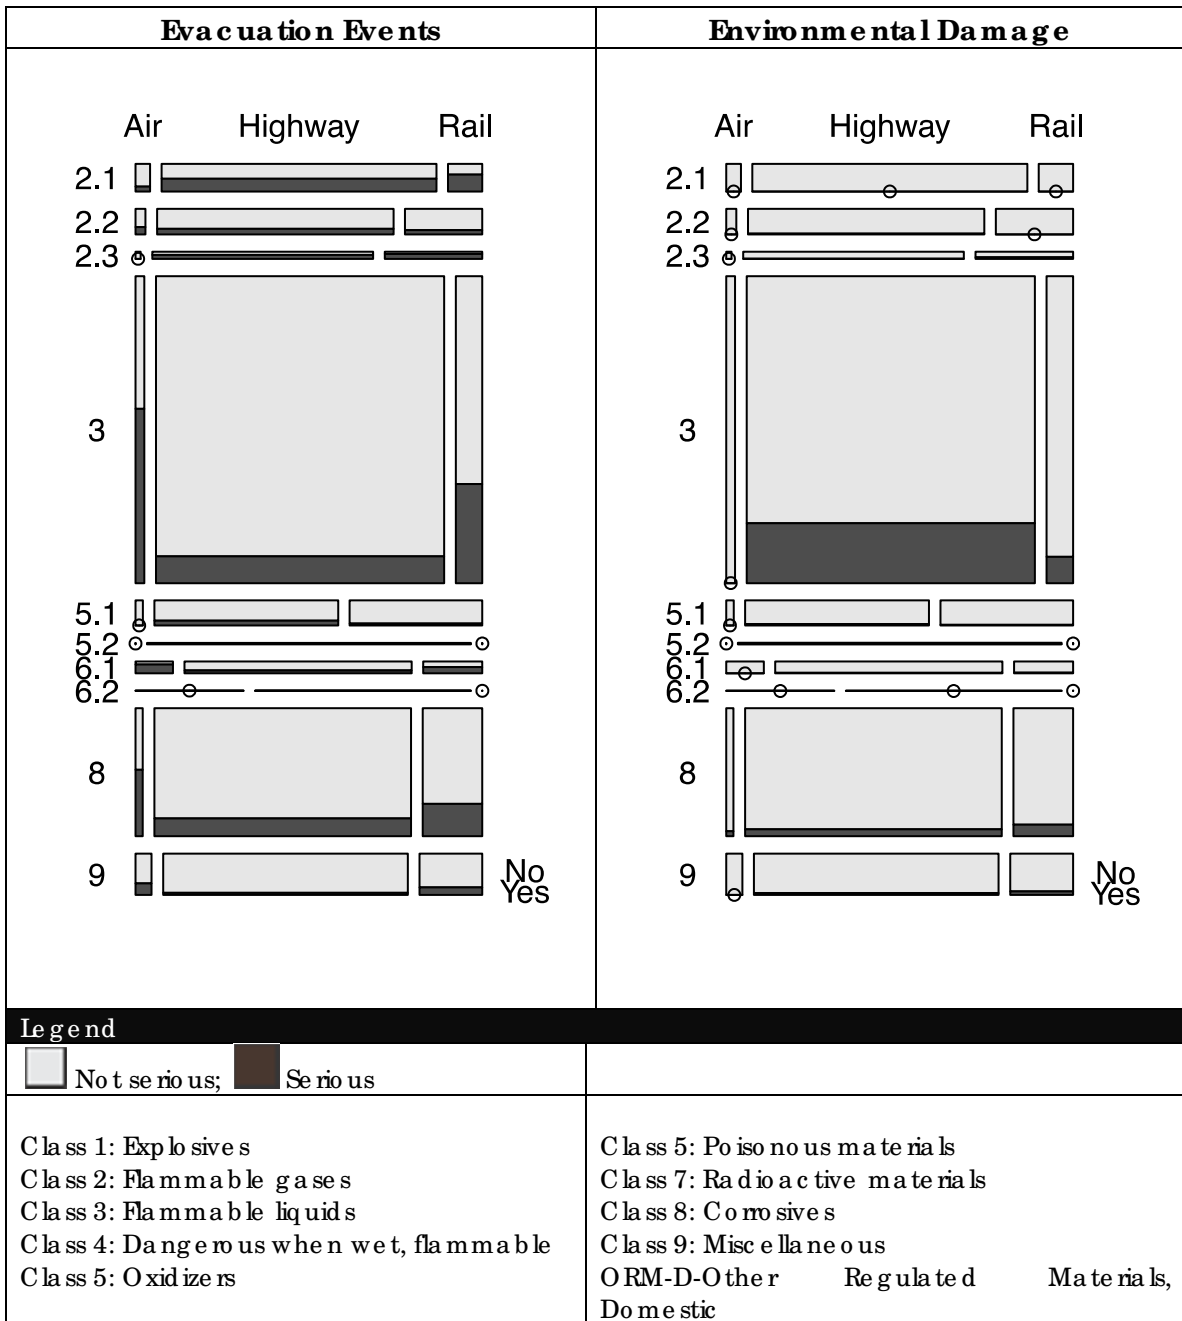 Evacuation Events
Environmental Damage
Air Highway Rail
2.1
2.2
2.3
3
5.1
5.2
6.1
6.2
8
9
No
Yes
Air Highway Rail
2.1
2.2
2.3
3
5.1
5.2
6.1
6.2
8
9
No
Yes
Legend
Not serious; Serious
Class 1: Explosives
Class 2: Flammable gases
Class 3: Flammable liquids
Class 4: Dangerous when wet, flammable
Class 5: Oxidizers
Class 5: Poisonous materials
Class 7: Radioactive materials
Class 8: Corrosives
Class 9: Miscellaneous
ORM-D-Other Regulated Materials,
Domestic